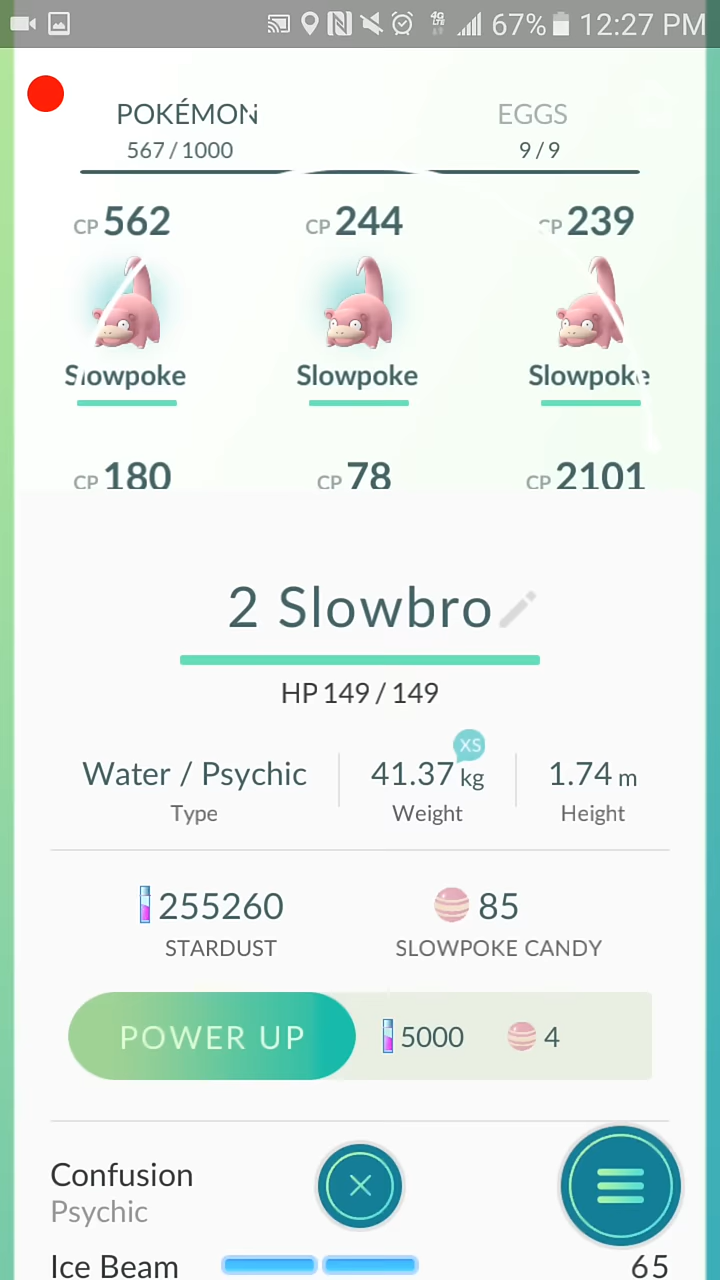 4G LTE 67% 12:27 PM
POKÉMON EGGS
567 / 1000 9 / 9
CP 562 CP 244 CP 239
Slowpoke Slowpoke Slowpoke
CP 180 CP 78 CP 2101
2 Slowbro
HP 149 / 149
XS
Water / Psychic 41.37 kg 1.74 m
Type Weight Height
255260 85
STARDUST SLOWPOKE CANDY
POWER UP 5000 4
Confusion
Psychic
Ice Beam 65